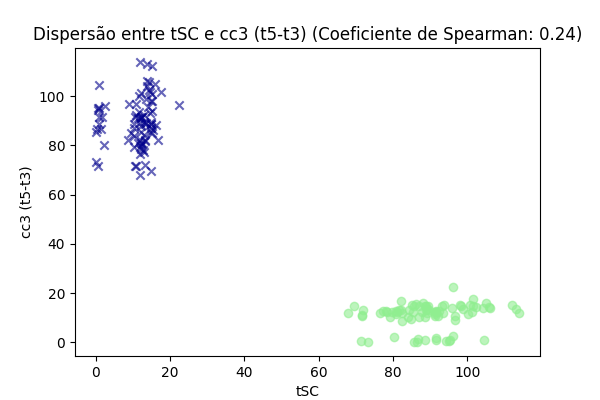 Dispersão entre tSC e cc3 (t5-t3) (Coeficiente de Spearman: 0.24)
cc3 (t5-t3)
100
80
60
40
20
0
0 20 40 60 80 100
tSC